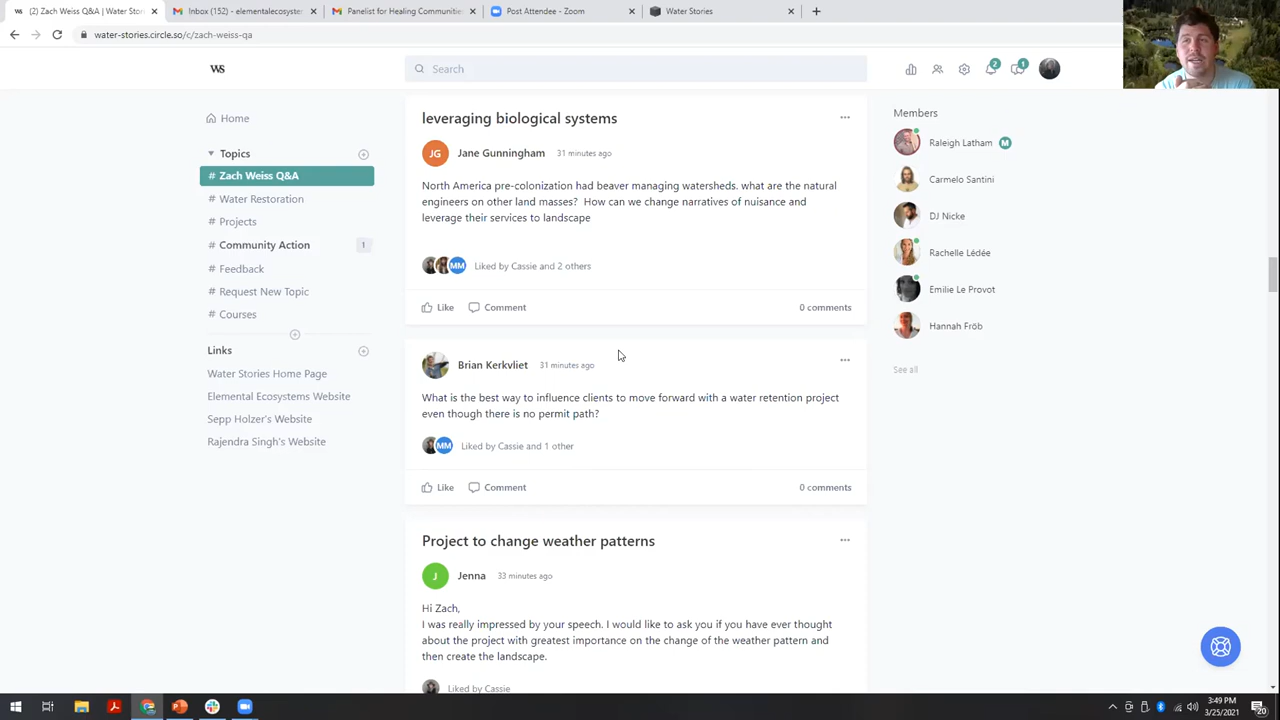 (2) Zach Weiss Q&A | Water Stori
Inbox (152) - elementalecosyster
Panelist for Healing Communities
Post Attendee - Zoom
Water Stories
water-stories.circle.so/c/zach-weiss-qa
WS
Search
2
1
Home
Topics
# Zach Weiss Q&A
# Water Restoration
# Projects
# Community Action
1
# Feedback
# Request New Topic
# Courses
Links
Water Stories Home Page
Elemental Ecosystems Website
Sepp Holzer's Website
Rajendra Singh's Website
leveraging biological systems
JG
Jane Gunningham 31 minutes ago
North America pre-colonization had beaver managing watersheds. what are the natural
engineers on other land masses? How can we change narratives of nuisance and
leverage their services to landscape
MM
Liked by Cassie and 2 others
Like
Comment
0 comments
Brian Kerkvliet 31 minutes ago
What is the best way to influence clients to move forward with a water retention project
even though there is no permit path?
MM
Liked by Cassie and 1 other
Like
Comment
0 comments
Project to change weather patterns
J
Jenna 33 minutes ago
Hi Zach,
I was really impressed by your speech. I would like to ask you if you have ever thought
about the project with greatest importance on the change of the weather pattern and
then create the landscape.
Liked by Cassie
Members
Raleigh Latham M
Carmelo Santini
DJ Nicke
Rachelle Lédée
Emilie Le Provot
Hannah Fröb
See all
3:49 PM
3/25/2021
20